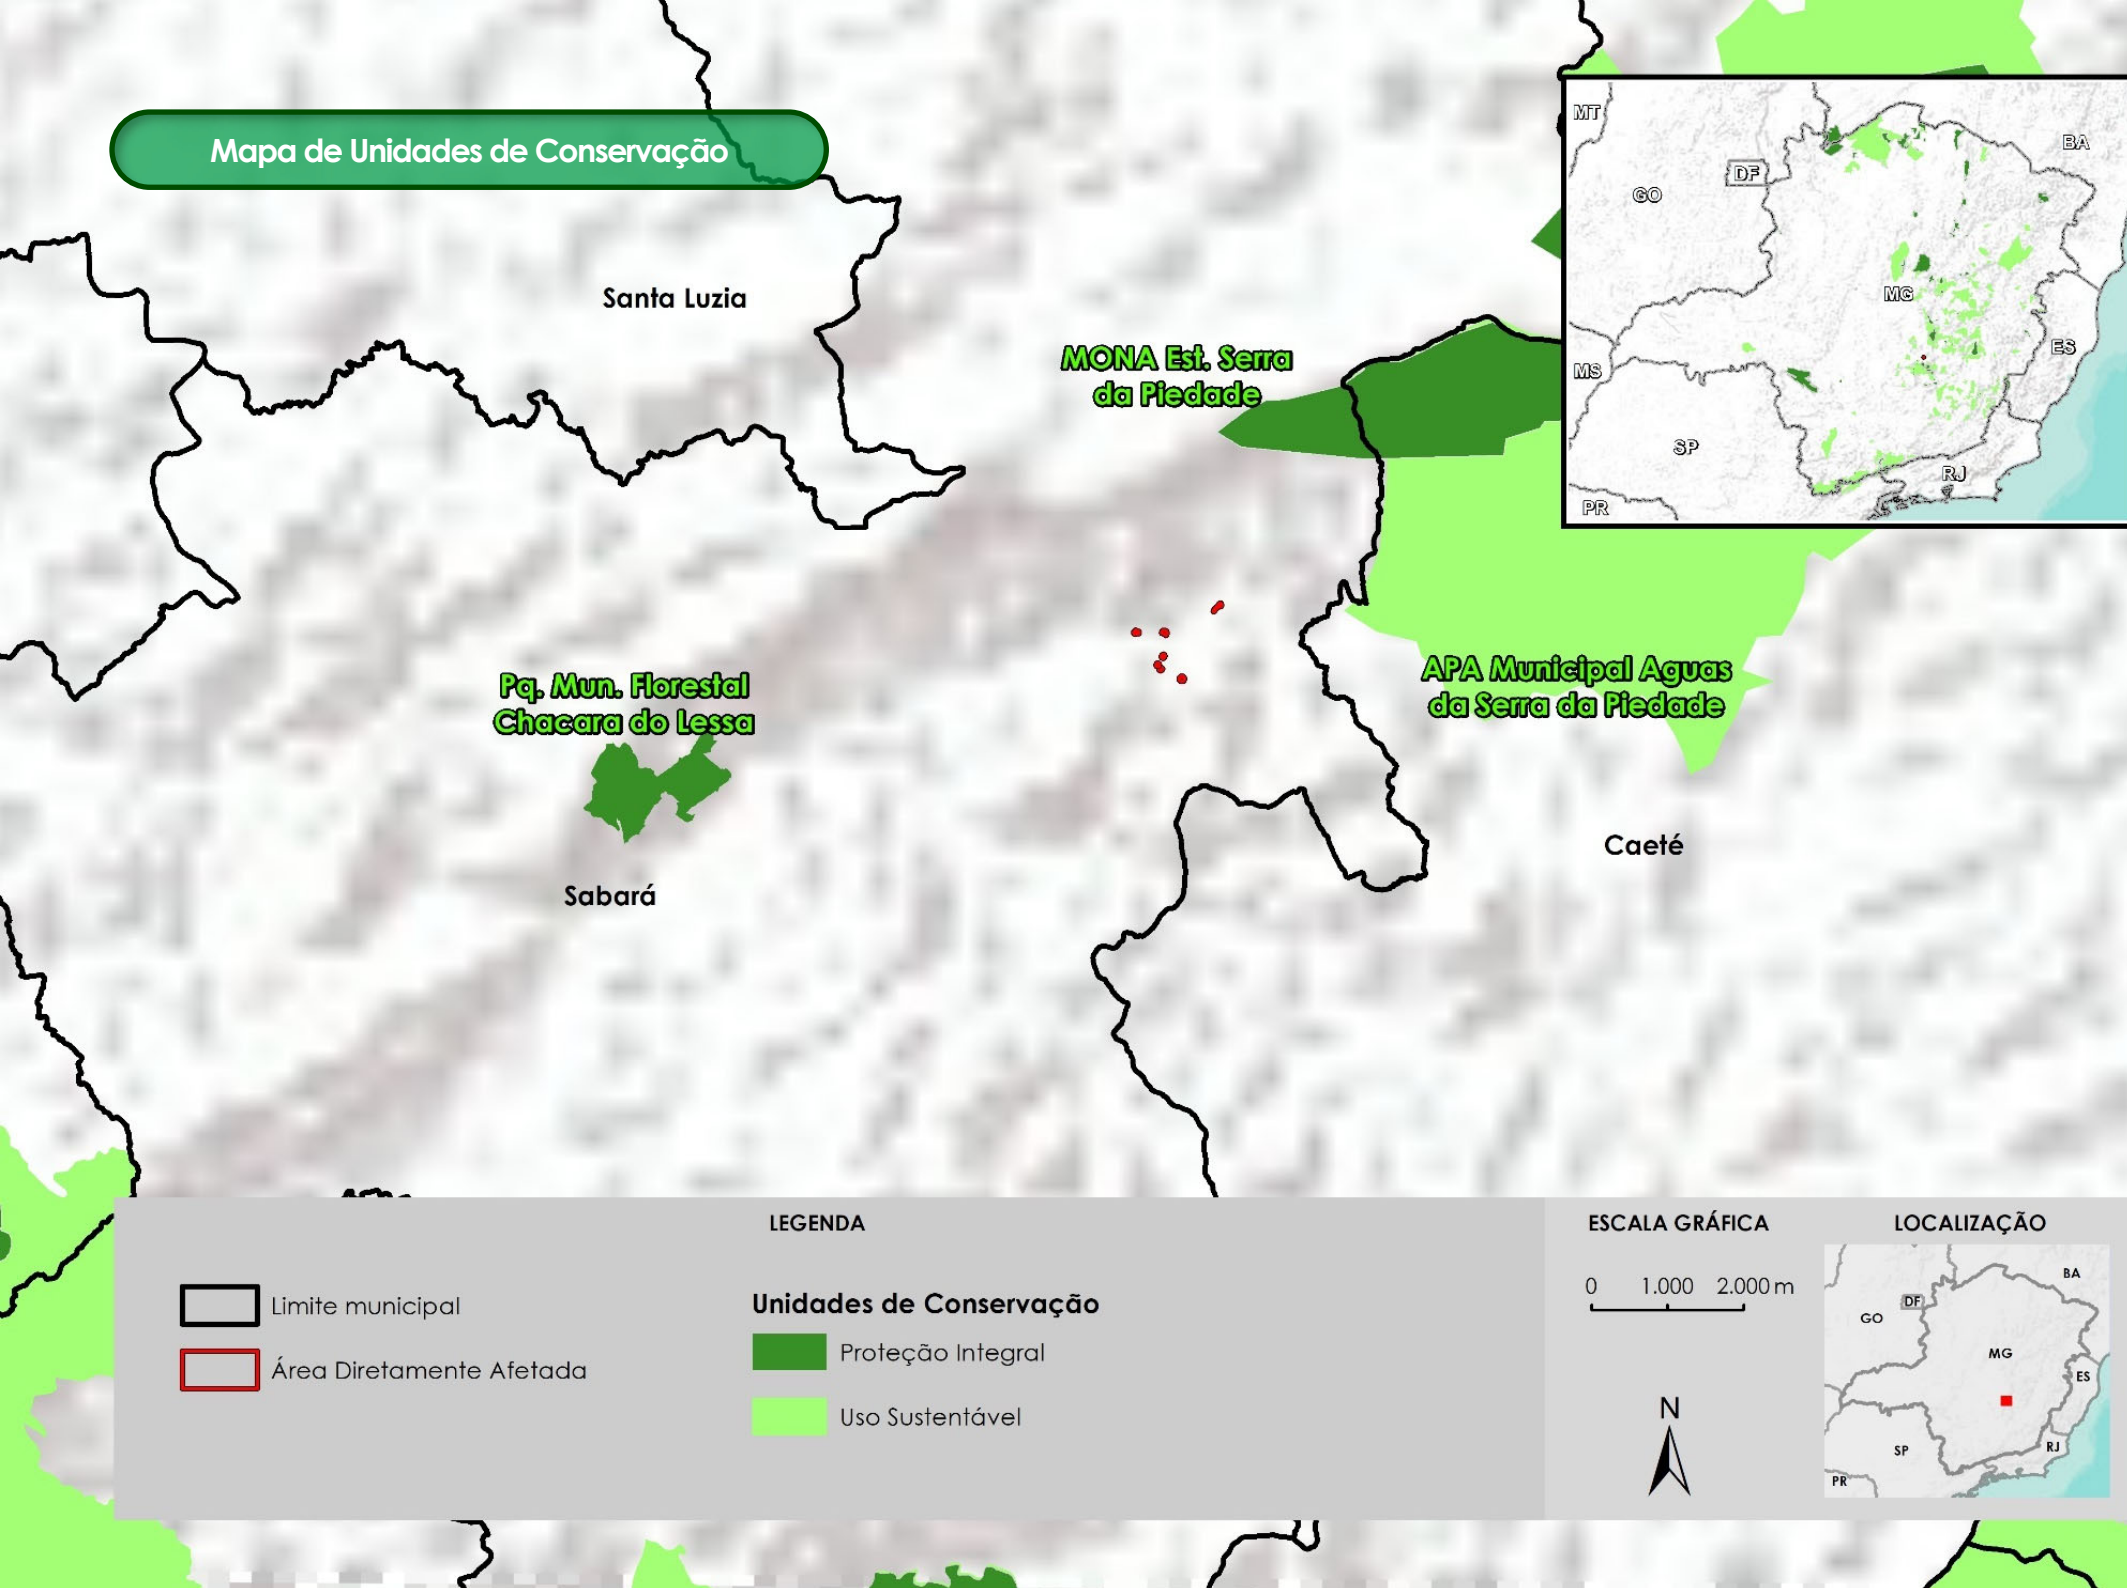 Mapa de Unidades de Conservação
MT
BA
DF
GO
MG
ES
MS
SP
RJ
PR
Santa Luzia
MONA Est. Serra
da Piedade
Pq. Mun. Florestal
Chacara do Lessa
APA Municipal Aguas
da Serra da Piedade
Caeté
Sabará
LEGENDA
Limite municipal
Área Diretamente Afetada
Unidades de Conservação
Proteção Integral
Uso Sustentável
ESCALA GRÁFICA
0 1.000 2.000 m
N
LOCALIZAÇÃO
BA
DF
GO
MG
ES
SP
RJ
PR